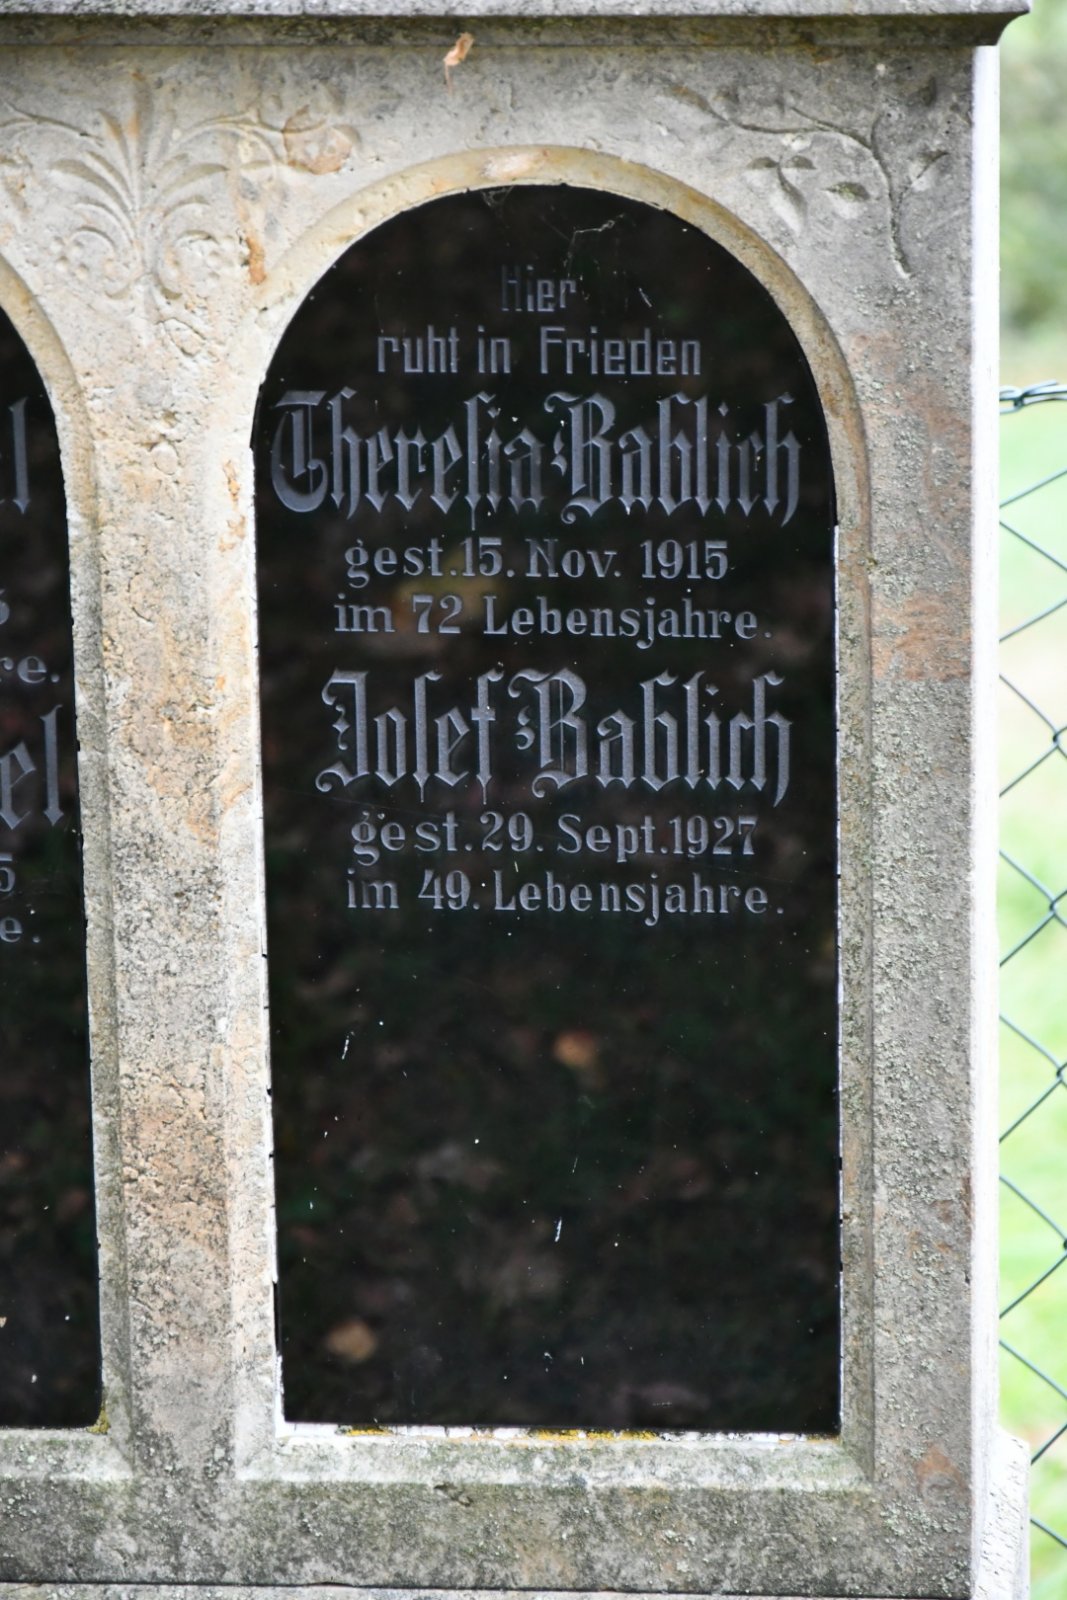 Hier
ruht in Frieden
Theresia Bablich
gest. 15. Nov. 1915
im 72 Lebensjahre.
Josef Bablich
gest. 29. Sept. 1927
im 49. Lebensjahre.